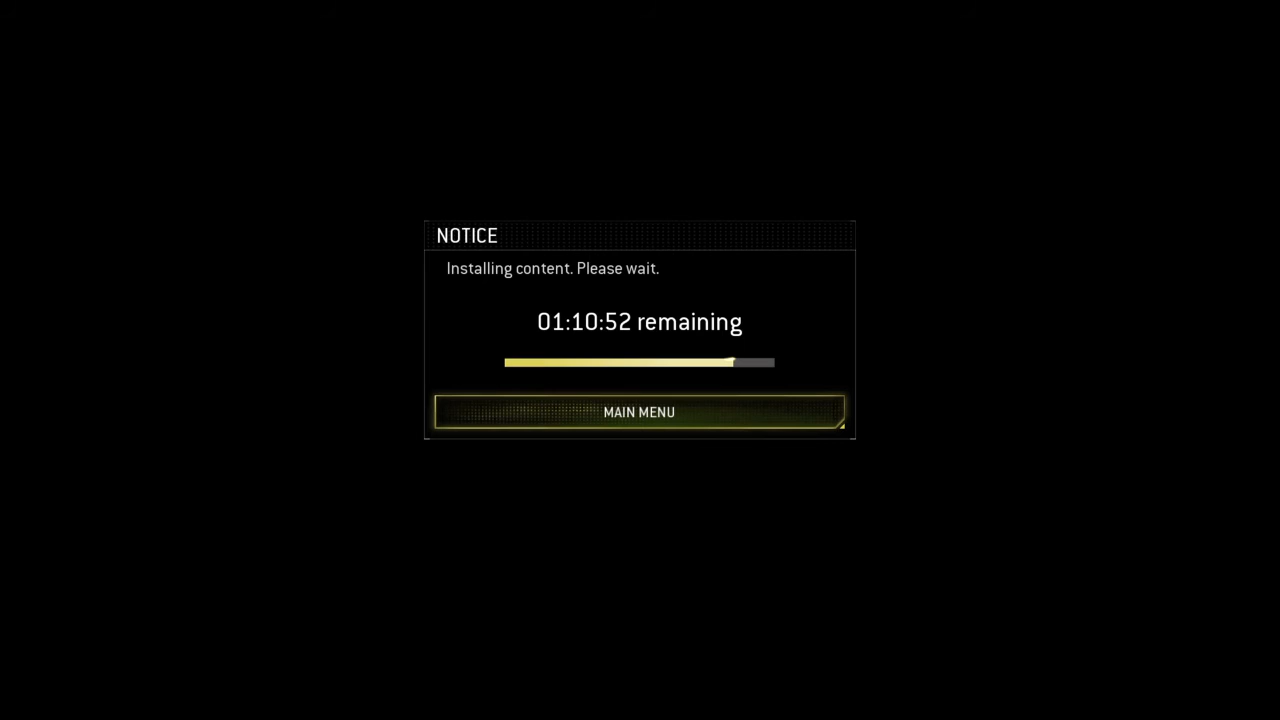 NOTICE
Installing content. Please wait.
01:10:52 remaining
MAIN MENU